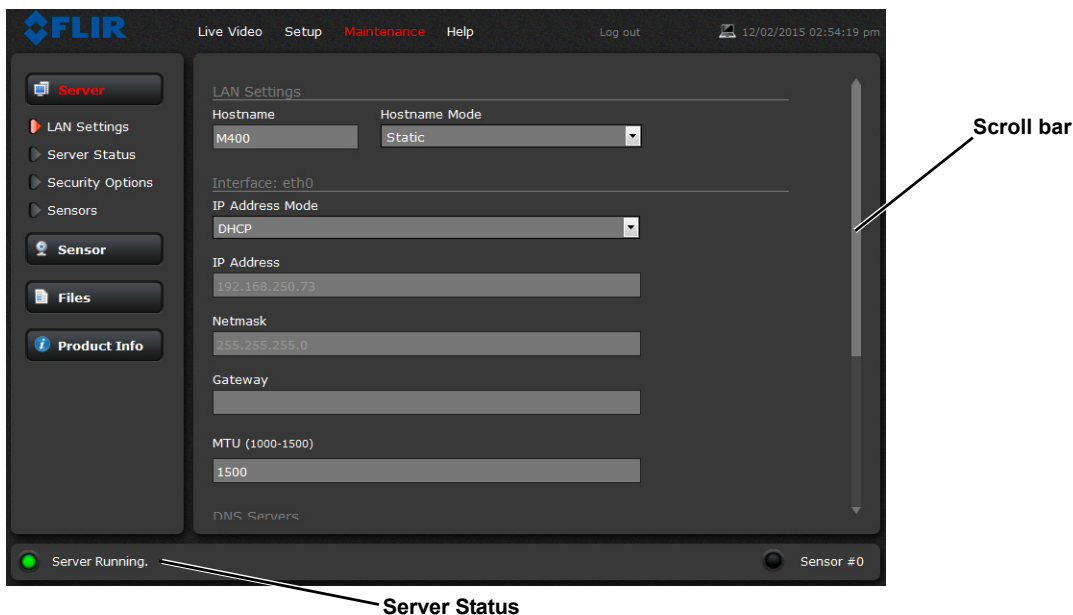 FLIR
Live Video Setup Maintenance Help Log out 12/02/2015 02:54:19 pm
Server
LAN Settings
Server Status
Security Options
Sensors
Sensor
Files
Product Info
LAN Settings
Hostname Hostname Mode
M400 Static
Interface: eth0
IP Address Mode
DHCP
IP Address
192.168.250.73
Netmask
255.255.255.0
Gateway
MTU (1000-1500)
1500
DNS Servers
Scroll bar
Server Running. Sensor #0
Server Status